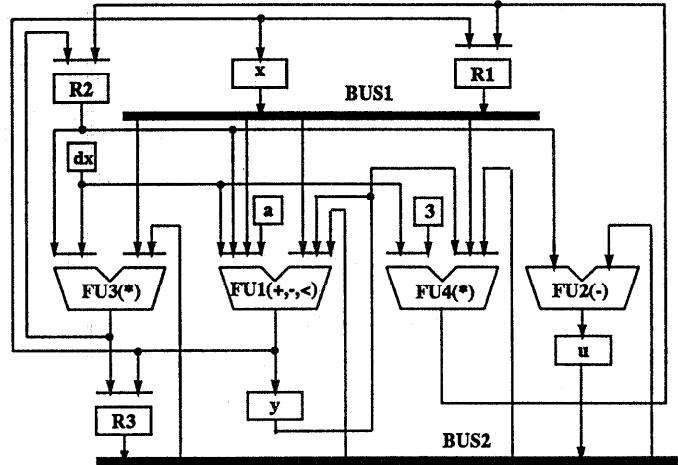 x
R1
R2
BUS1
dx
a
3
FU3(*)
FU1(+,-,<)
FU4(*)
FU2(-)
u
y
R3
BUS2